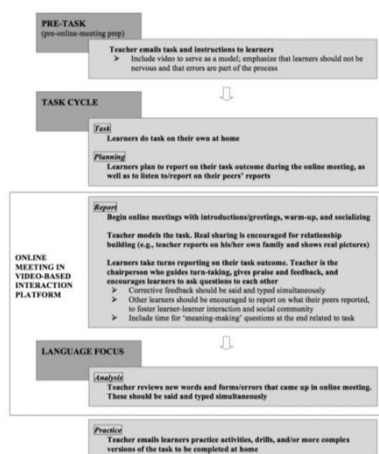 PRE-TASK
(pre-online-meeting prep)
Teacher emails task and instructions to learners
➤ Include video to serve as a model; emphasize that learners should not be
nervous and that errors are part of the process
TASK CYCLE
Task
Learners do task on their own at home
Planning
Learners plan to report on their task outcome during the online meeting, as
well as to listen to/report on their peers' reports
ONLINE
MEETING IN
VIDEO-BASED
INTERACTION
PLATFORM
Report
Begin online meetings with introductions/greetings, warm-up, and socializing
Teacher models the task. Real sharing is encouraged for relationship
building (e.g., teacher reports on his/her own family and shows real pictures)
Learners take turns reporting on their task outcome. Teacher is the
chairperson who guides turn-taking, gives praise and feedback, and
encourages learners to ask questions to each other
➤ Corrective feedback should be said and typed simultaneously
➤ Other learners should be encouraged to report on what their peers reported,
to foster learner-learner interaction and social community
➤ Include time for 'meaning-making' questions at the end related to task
LANGUAGE FOCUS
Analysis
Teacher reviews new words and forms/errors that came up in online meeting.
These should be said and typed simultaneously
Practice
Teacher emails learners practice activities, drills, and/or more complex
versions of the task to be completed at home